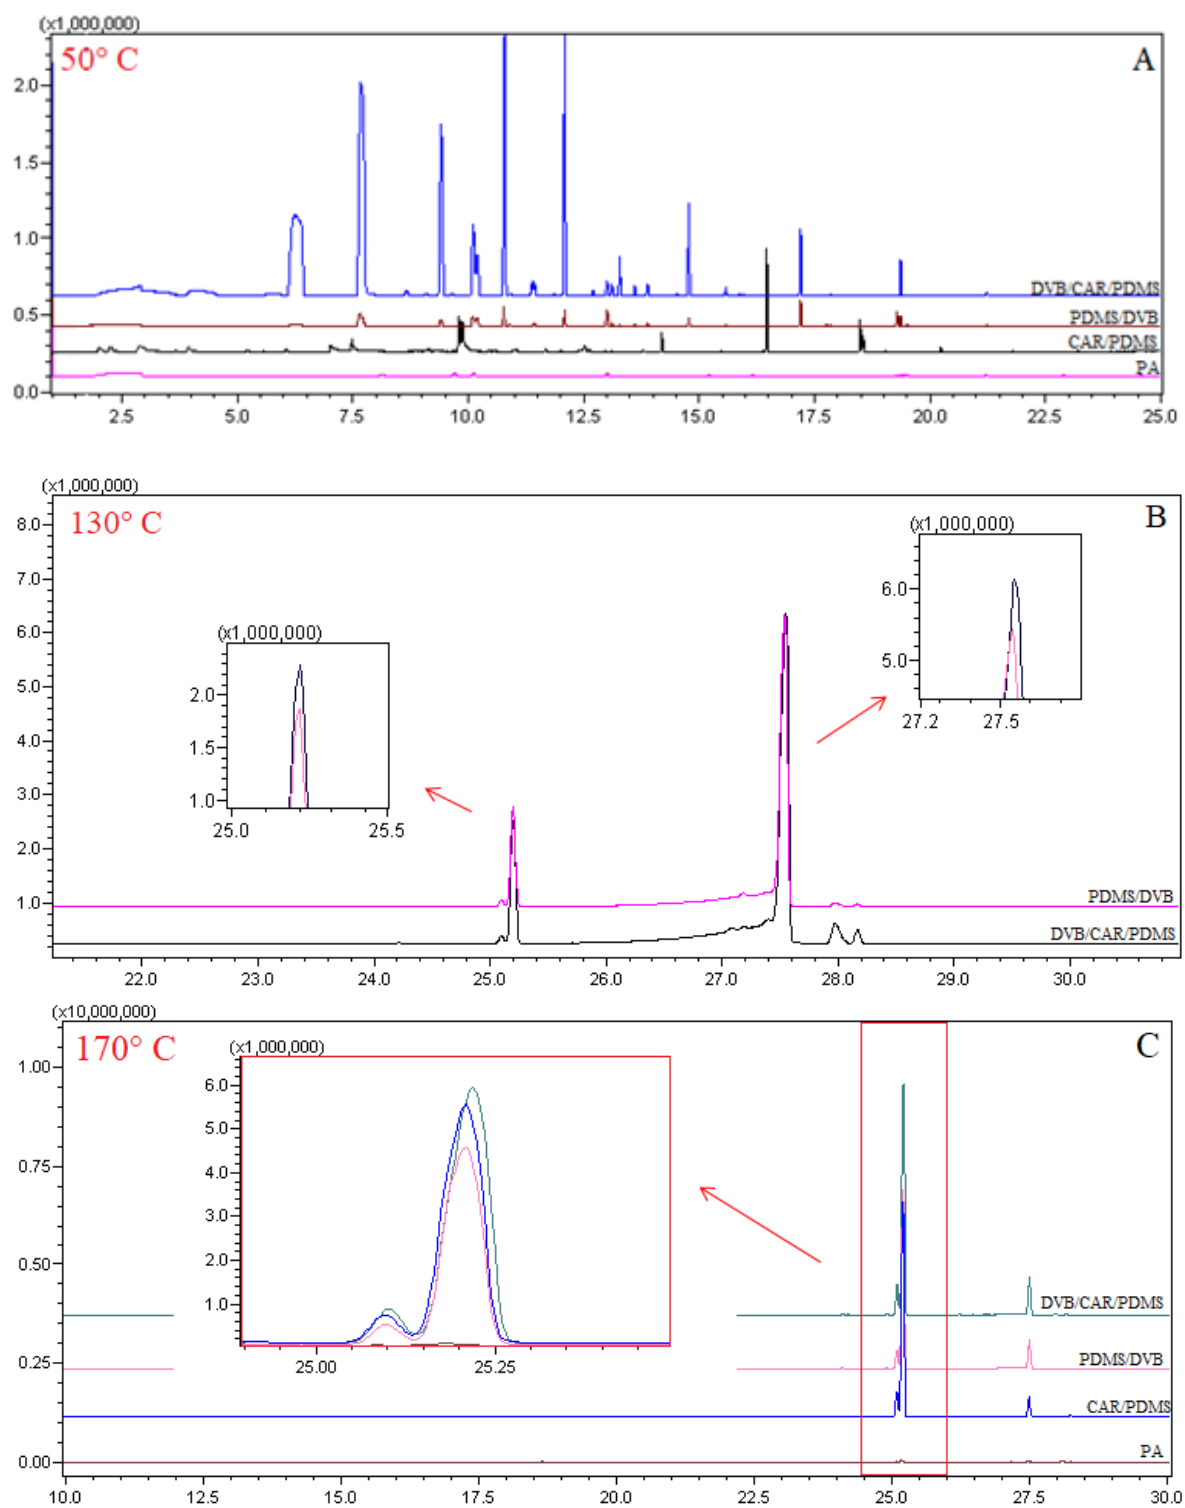 (x1,000,000)
50° C
A
2.0
1.5
1.0
0.5
0.0
DVB/CAR/PDMS
PDMS/DVB
CAR/PDMS
PA
2.5 5.0 7.5 10.0 12.5 15.0 17.5 20.0 22.5 25.0
(x1,000,000)
130° C
B
8.0
7.0
6.0
5.0
4.0
3.0
2.0
1.0
(x1,000,000)
2.0
1.5
1.0
25.0 25.5
(x1,000,000)
6.0
5.0
27.2 27.5
PDMS/DVB
DVB/CAR/PDMS
22.0 23.0 24.0 25.0 26.0 27.0 28.0 29.0 30.0
(x10,000,000)
170° C
C
1.00
0.75
0.50
0.25
0.00
(x1,000,000)
6.0
5.0
4.0
3.0
2.0
1.0
25.00 25.25
DVB/CAR/PDMS
PDMS/DVB
CAR/PDMS
PA
10.0 12.5 15.0 17.5 20.0 22.5 25.0 27.5 30.0